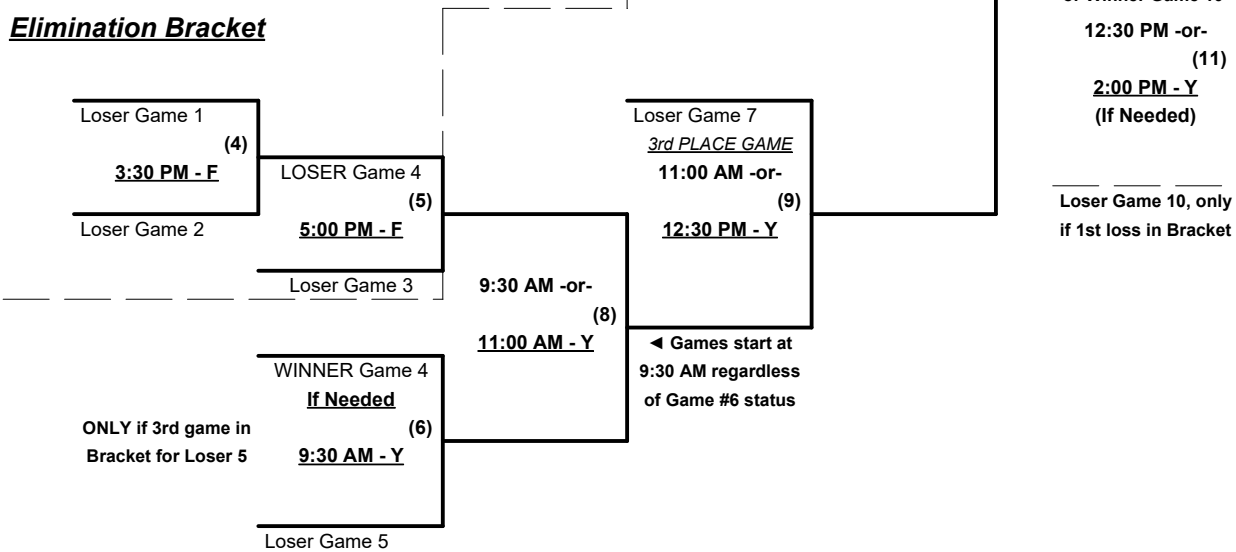 Elimination Bracket
12:30 PM -or-
(11)
2:00 PM - Y
(If Needed)
Loser Game 10, only
if 1st loss in Bracket
Loser Game 1
(4)
3:30 PM - F
Loser Game 2
LOSER Game 4
(5)
5:00 PM - F
Loser Game 3
Loser Game 7
3rd PLACE GAME
11:00 AM -or-
(9)
12:30 PM - Y
9:30 AM -or-
(8)
11:00 AM - Y
◄ Games start at
9:30 AM regardless
of Game #6 status
WINNER Game 4
If Needed
(6)
9:30 AM - Y
ONLY if 3rd game in
Bracket for Loser 5
Loser Game 5